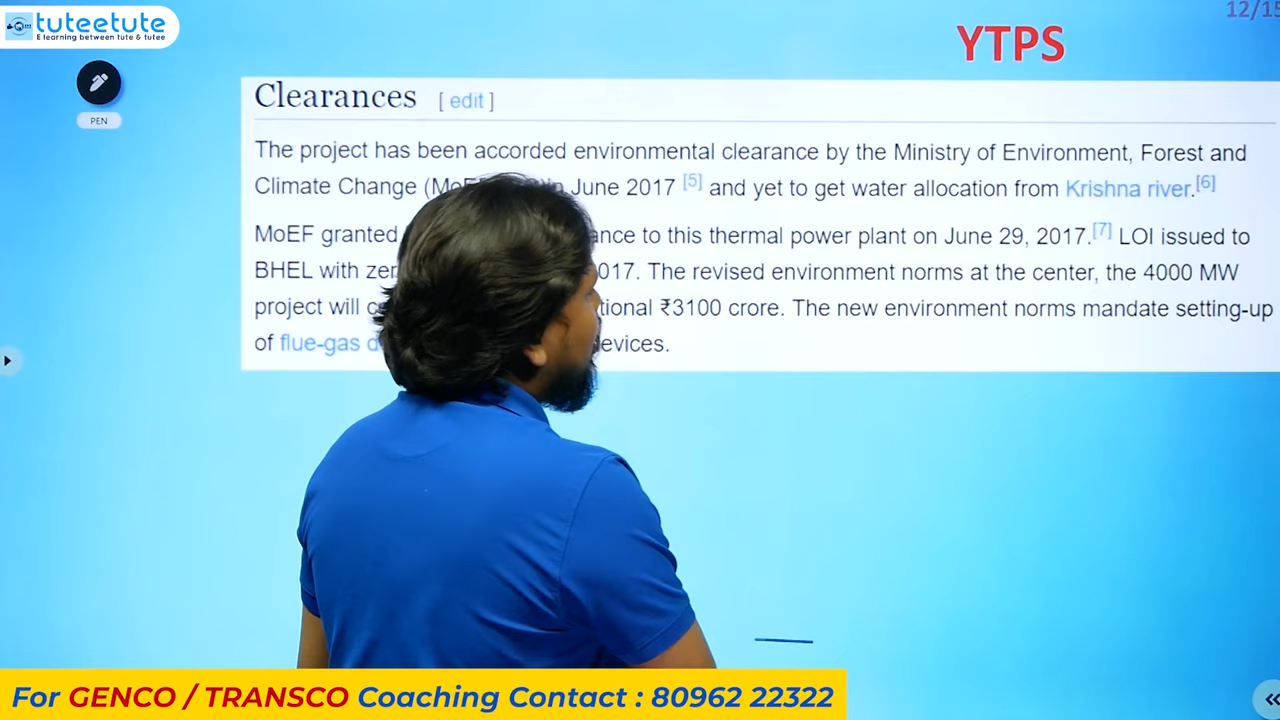 tuteetute
E learning between tute & tutee
12/15
YTPS
PEN
Clearances [ edit ]
The project has been accorded environmental clearance by the Ministry of Environment, Forest and
Climate Change (MoEF June 2017 [5] and yet to get water allocation from Krishna river.[6]
MoEF granted ance to this thermal power plant on June 29, 2017.[7] LOI issued to
BHEL with zer 017. The revised environment norms at the center, the 4000 MW
project will tional ₹3100 crore. The new environment norms mandate setting-up
of flue-gas d evices.
For GENCO / TRANSCO Coaching Contact : 80962 22322